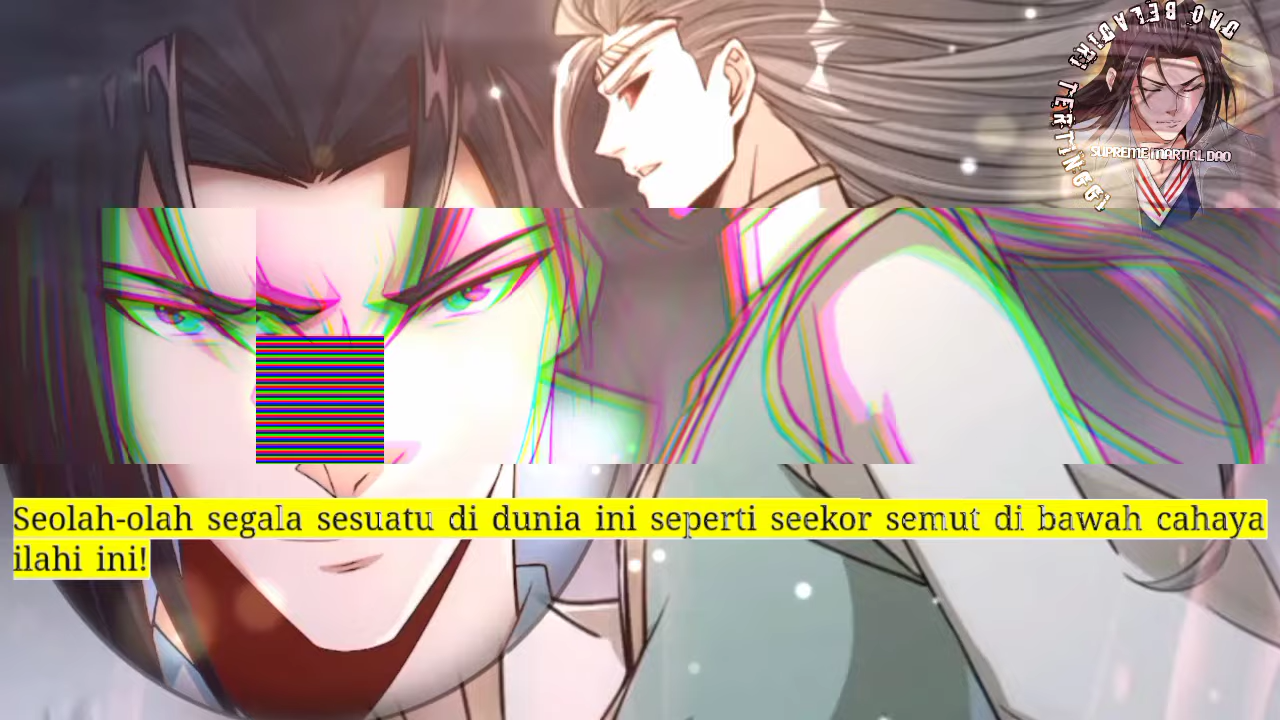 DAO BELADIRI TERTINGGI
SUPREME MARTIAL DAO
Seolah-olah segala sesuatu di dunia ini seperti seekor semut di bawah cahaya
ilahi ini!